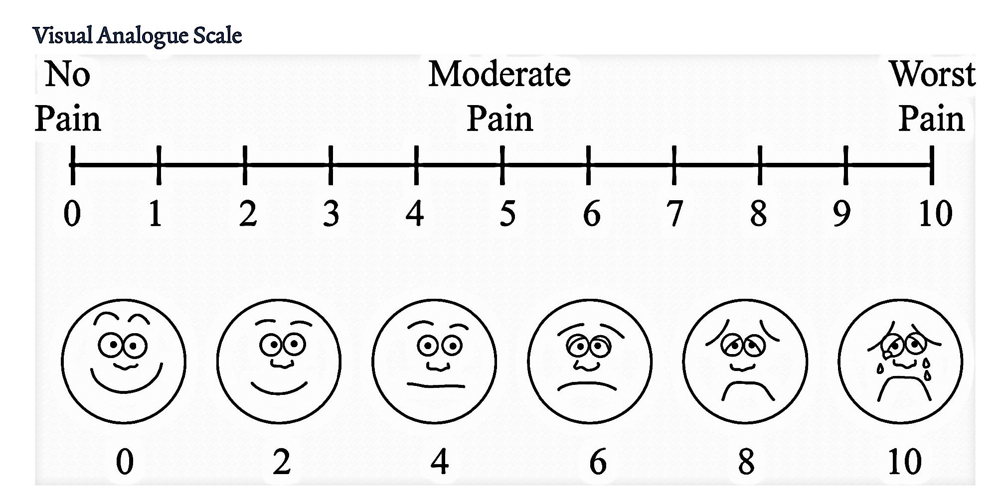 Visual Analogue Scale
No Moderate Worst
Pain Pain Pain
0 1 2 3 4 5 6 7 8 9 10
0 2 4 6 8 10